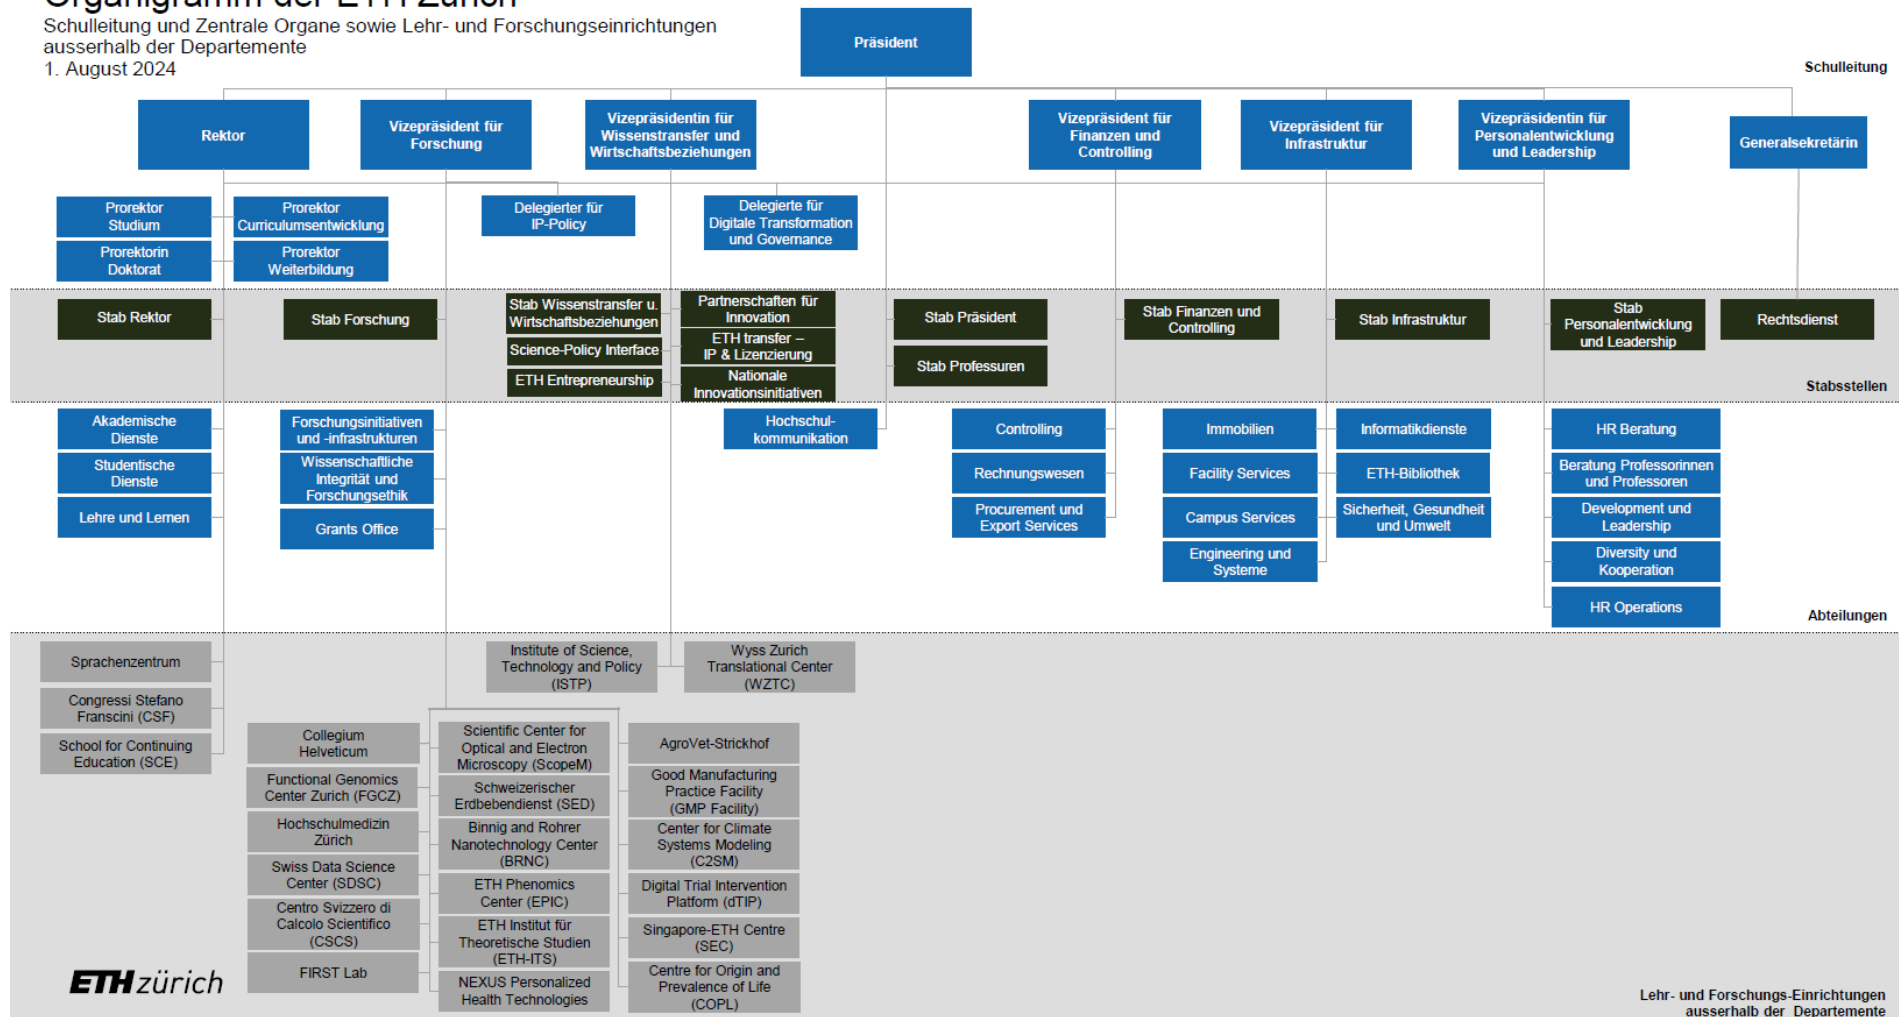 Organigramm der ETH Zürich
Schulleitung und Zentrale Organe sowie Lehr- und Forschungseinrichtungen
ausserhalb der Departemente
1. August 2024
Präsident
Schulleitung
Rektor
Vizepräsident für
Forschung
Vizepräsidentin für
Wissenstransfer und
Wirtschaftsbeziehungen
Vizepräsident für
Finanzen und
Controlling
Vizepräsident für
Infrastruktur
Vizepräsidentin für
Personalentwicklung
und Leadership
Generalsekretärin
Prorektor
Studium
Prorektor
Curriculumsentwicklung
Prorektorin
Doktorat
Prorektor
Weiterbildung
Delegierter für
IP-Policy
Delegierte für
Digitale Transformation
und Governance
Stab Rektor
Stab Forschung
Stab Wissenstransfer u.
Wirtschaftsbeziehungen
Science-Policy Interface
ETH Entrepreneurship
Partnerschaften für
Innovation
ETH transfer –
IP & Lizenzierung
Nationale
Innovationsinitiativen
Stab Präsident
Stab Professuren
Stab Finanzen und
Controlling
Stab Infrastruktur
Stab
Personalentwicklung
und Leadership
Rechtsdienst
Stabsstellen
Akademische
Dienste
Studentische
Dienste
Lehre und Lernen
Forschungsinitiativen
und -infrastrukturen
Wissenschaftliche
Integrität und
Forschungsethik
Grants Office
Hochschul-
kommunikation
Controlling
Rechnungswesen
Procurement und
Export Services
Immobilien
Facility Services
Campus Services
Engineering und
Systeme
Informatikdienste
ETH-Bibliothek
Sicherheit, Gesundheit
und Umwelt
HR Beratung
Beratung Professorinnen
und Professoren
Development und
Leadership
Diversity und
Kooperation
HR Operations
Abteilungen
Sprachenzentrum
Congressi Stefano
Franscini (CSF)
School for Continuing
Education (SCE)
Institute of Science,
Technology and Policy
(ISTP)
Wyss Zurich
Translational Center
(WZTC)
Collegium
Helveticum
Functional Genomics
Center Zurich (FGCZ)
Hochschulmedizin
Zürich
Swiss Data Science
Center (SDSC)
Centro Svizzero di
Calcolo Scientifico
(CSCS)
FIRST Lab
Scientific Center for
Optical and Electron
Microscopy (ScopeM)
Schweizerischer
Erdbebendienst (SED)
Binnig and Rohrer
Nanotechnology Center
(BRNC)
ETH Phenomics
Center (EPIC)
ETH Institut für
Theoretische Studien
(ETH-ITS)
NEXUS Personalized
Health Technologies
AgroVet-Strickhof
Good Manufacturing
Practice Facility
(GMP Facility)
Center for Climate
Systems Modeling
(C2SM)
Digital Trial Intervention
Platform (dTIP)
Singapore-ETH Centre
(SEC)
Centre for Origin and
Prevalence of Life
(COPL)
ETH zürich
Lehr- und Forschungs-Einrichtungen
ausserhalb der Departemente